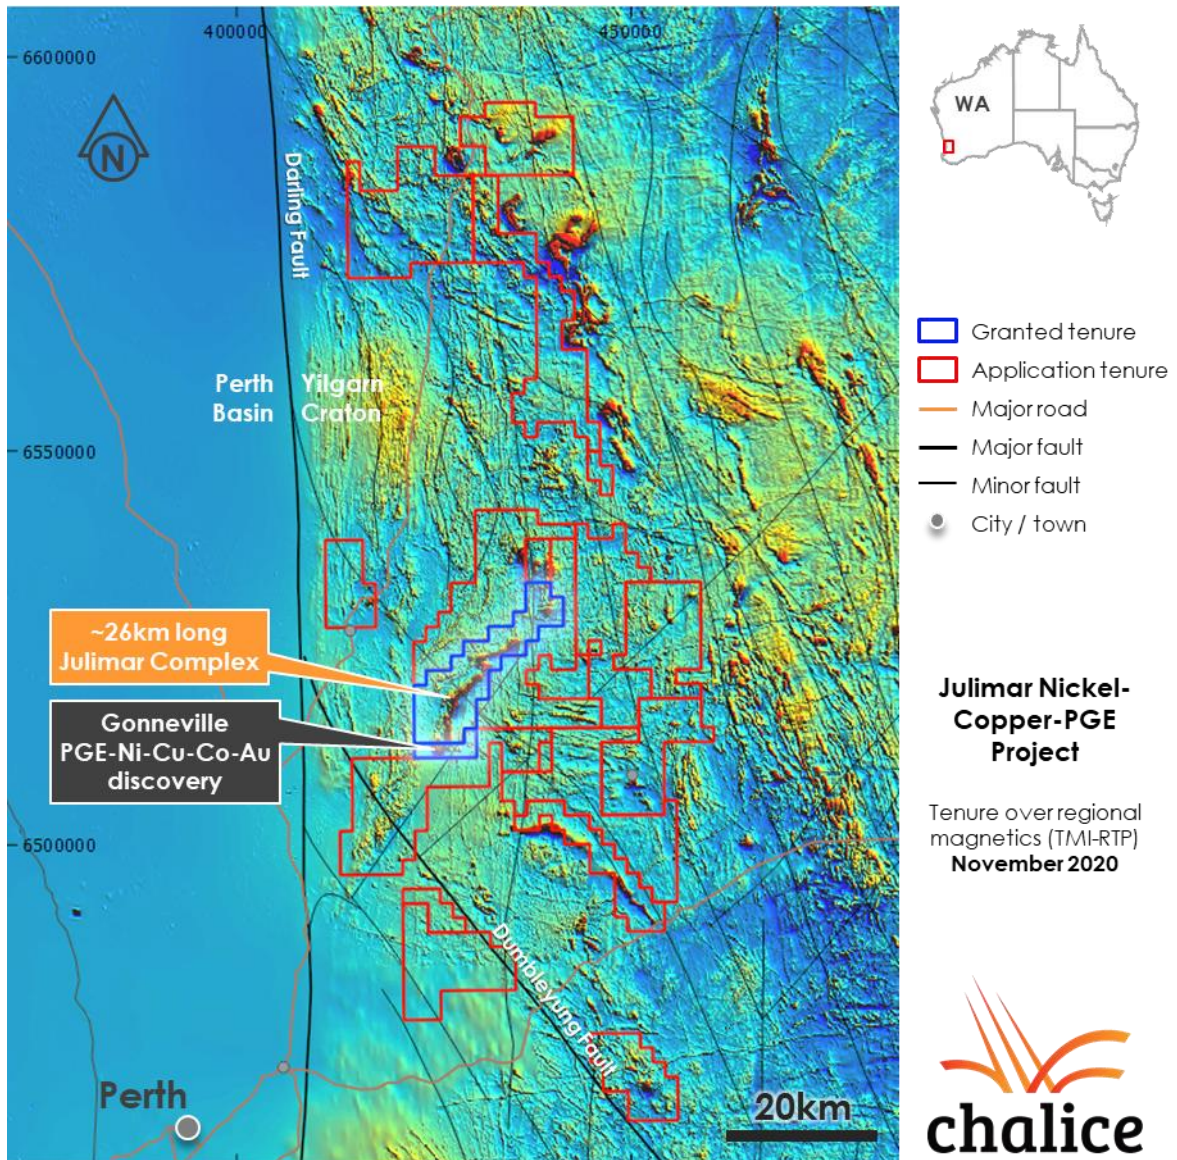 400000
450000
6600000
N
WA
Darling Fault
Granted tenure
Application tenure
Major road
Major fault
Minor fault
City / town
Perth Yilgarn
Basin Craton
6550000
~26km long
Julimar Complex
Gonneville
PGE-Ni-Cu-Co-Au
discovery
Julimar Nickel-
Copper-PGE
Project
Tenure over regional
magnetics (TMI-RTP)
November 2020
6500000
Dumbleyung Fault
Perth
20km
chalice